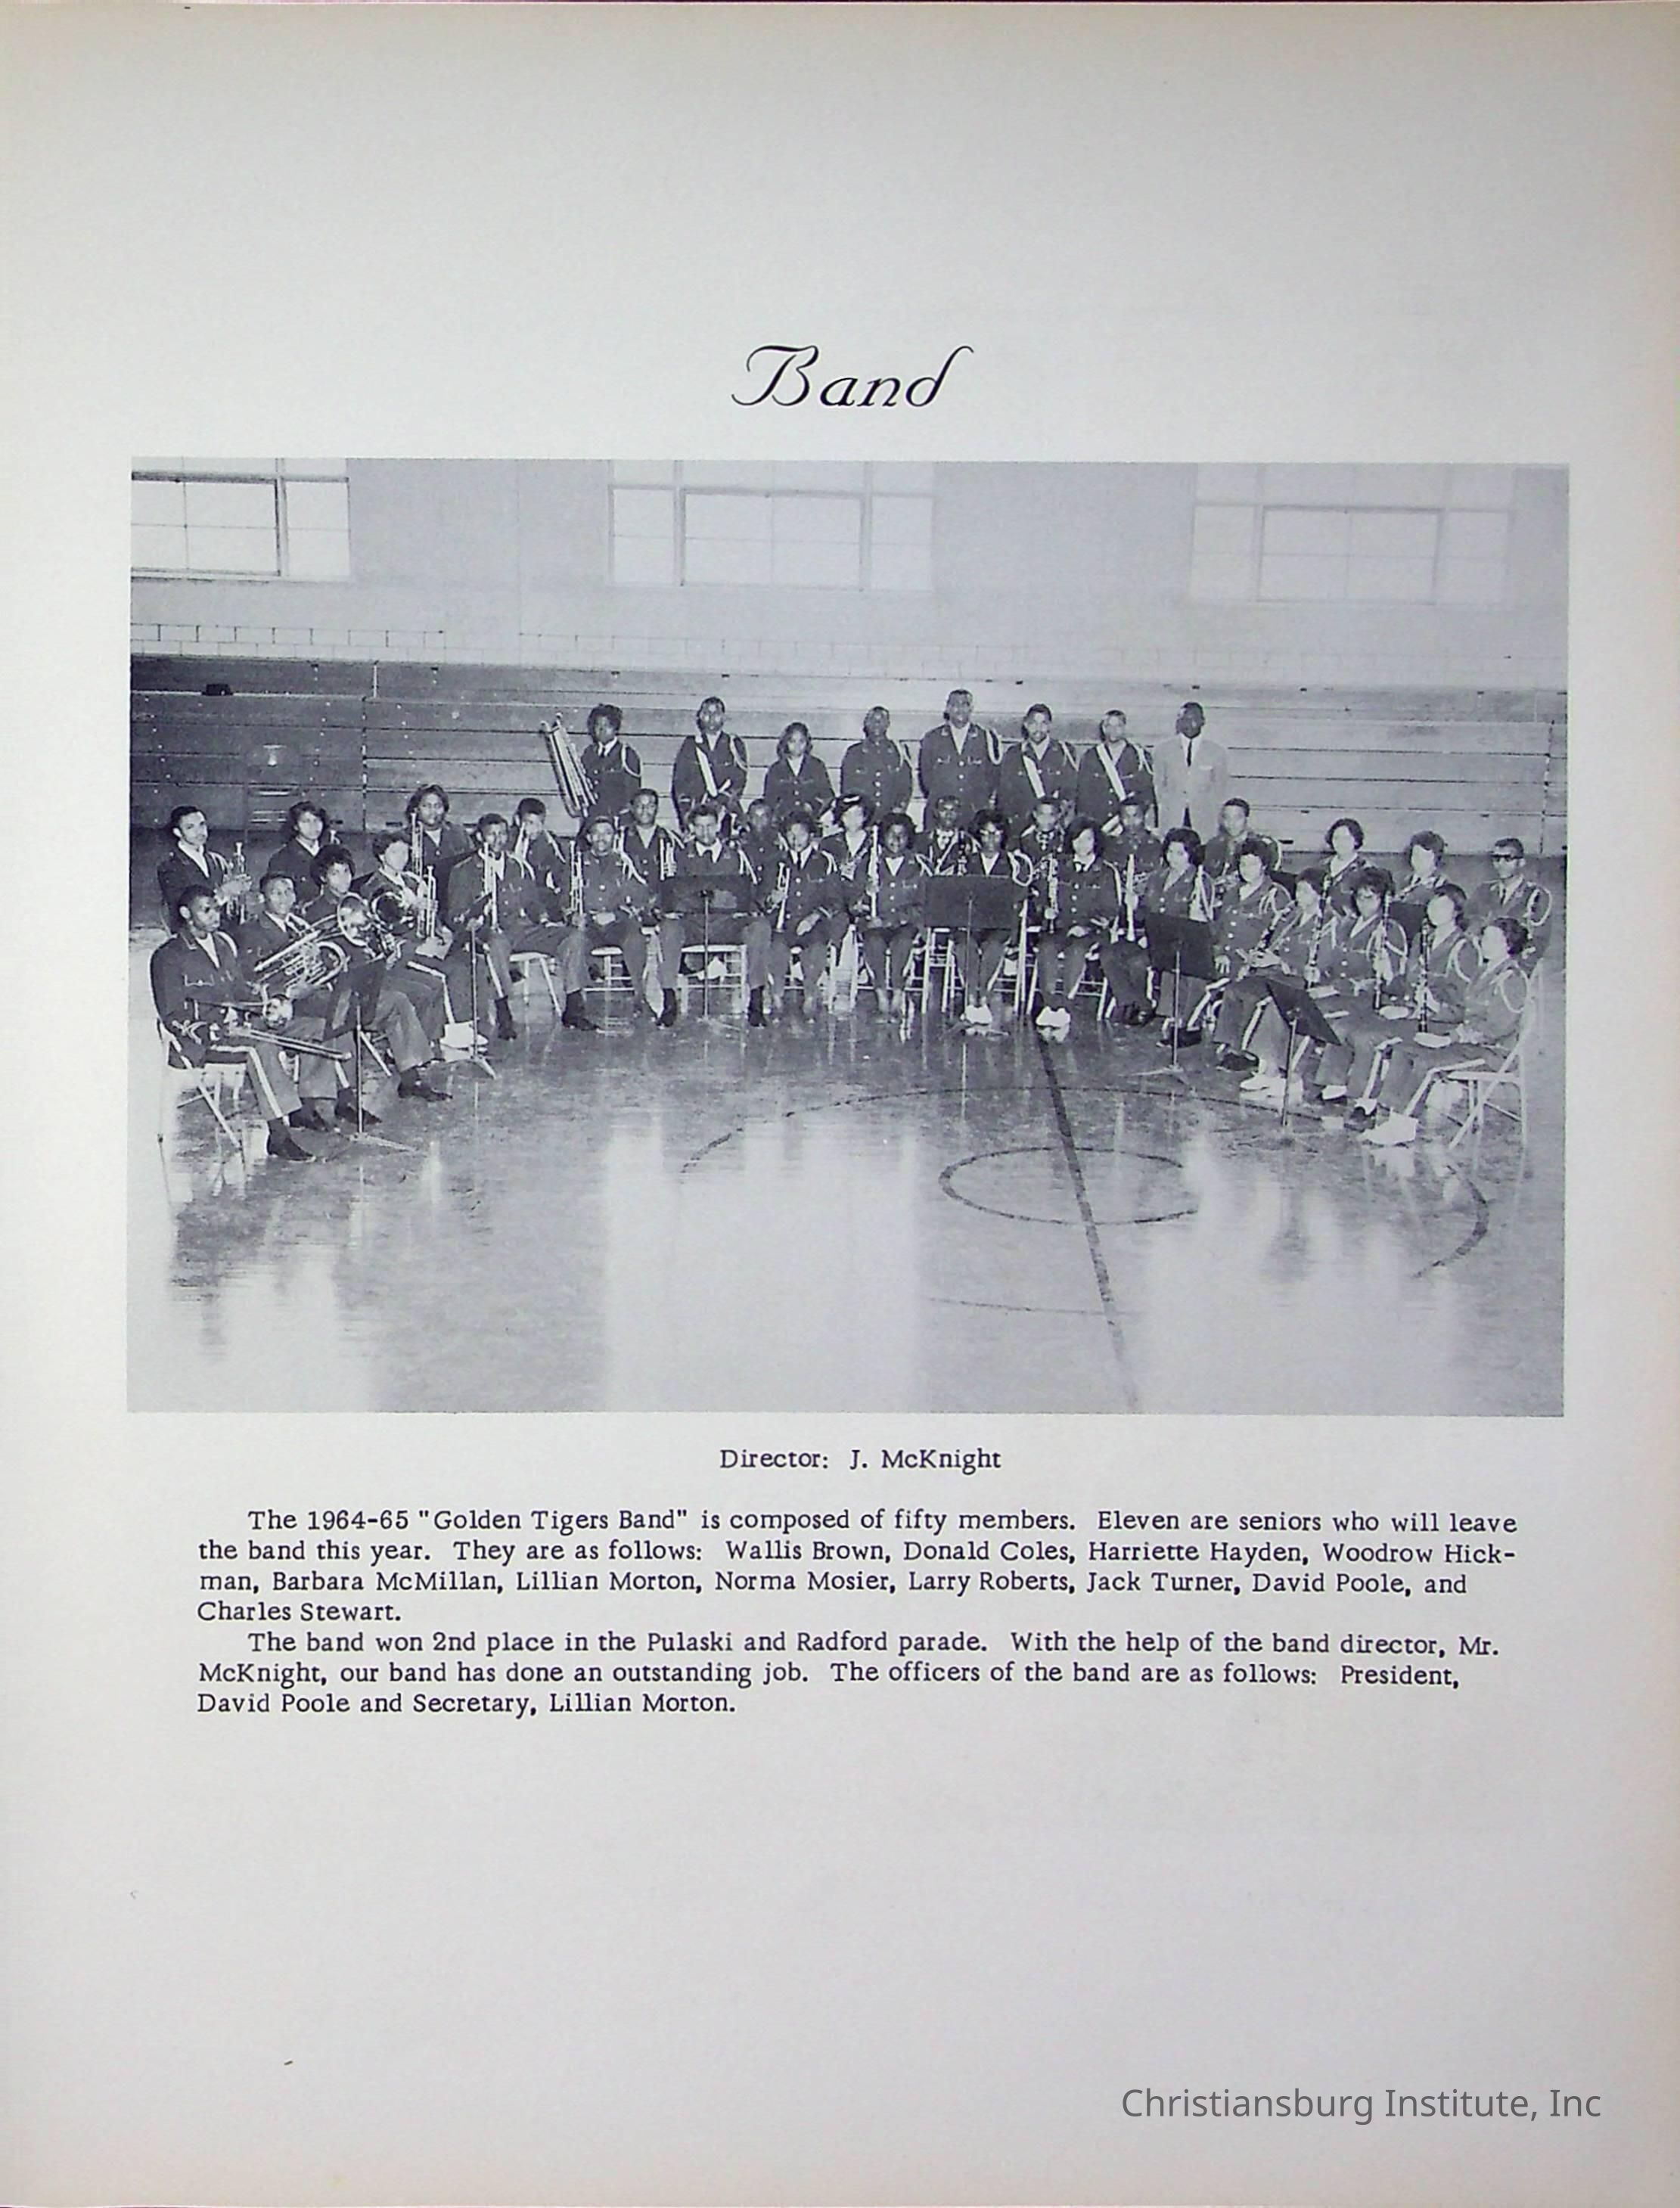 Band
Director: J. McKnight
The 1964-65 "Golden Tigers Band" is composed of fifty members. Eleven are seniors who will leave
the band this year. They are as follows: Wallis Brown, Donald Coles, Harriette Hayden, Woodrow Hick-
man, Barbara McMillan, Lillian Morton, Norma Mosier, Larry Roberts, Jack Turner, David Poole, and
Charles Stewart.
The band won 2nd place in the Pulaski and Radford parade. With the help of the band director, Mr.
McKnight, our band has done an outstanding job. The officers of the band are as follows: President,
David Poole and Secretary, Lillian Morton.
Christiansburg Institute, Inc